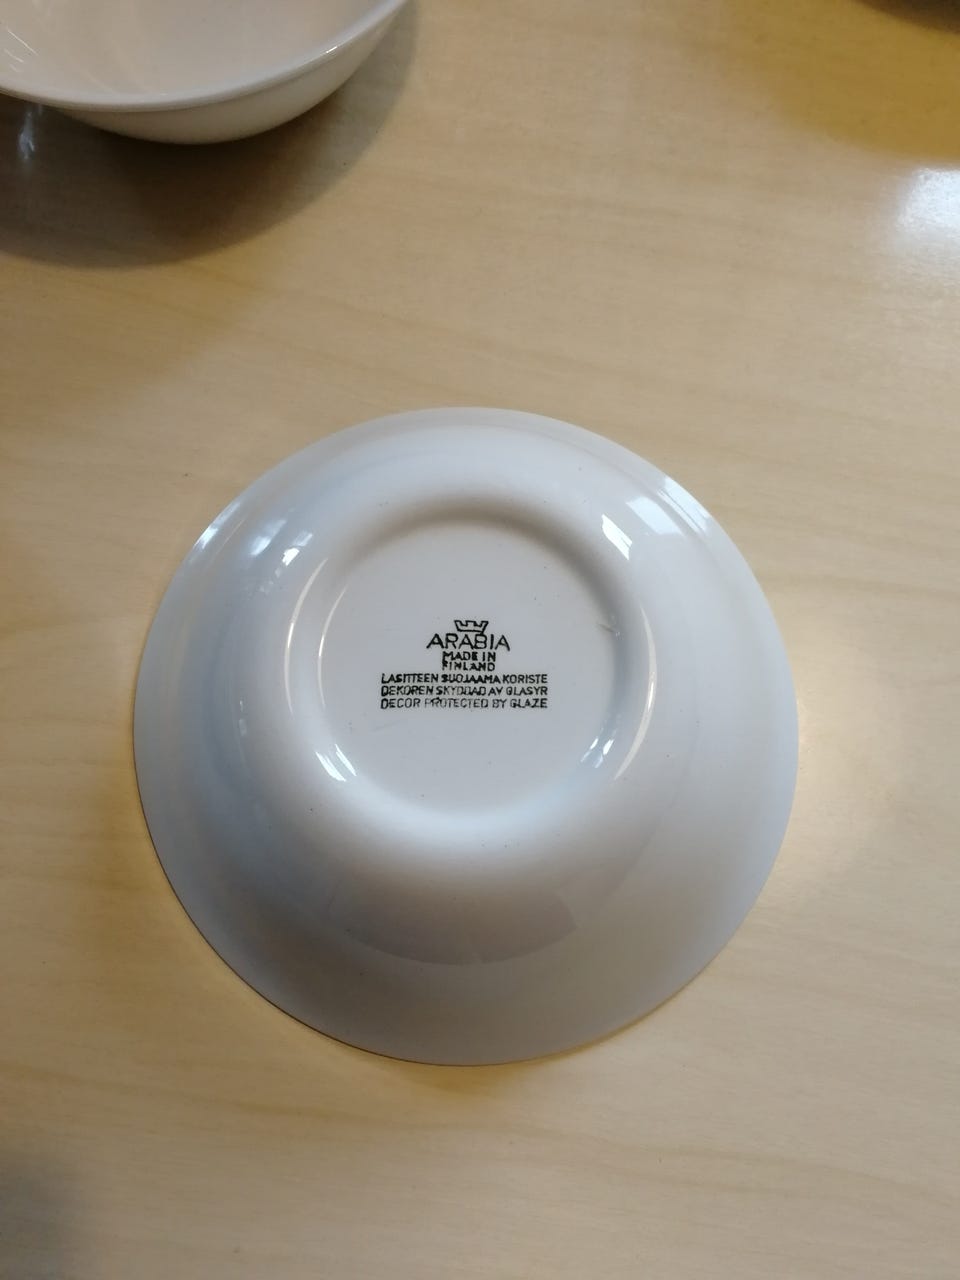 ARABIA
MADE IN
FINLAND
LASITTEEN SUOJAAMA KORISTE
DEKOREN SKYDDAD AV GLASYR
DECOR PROTECTED BY GLAZE